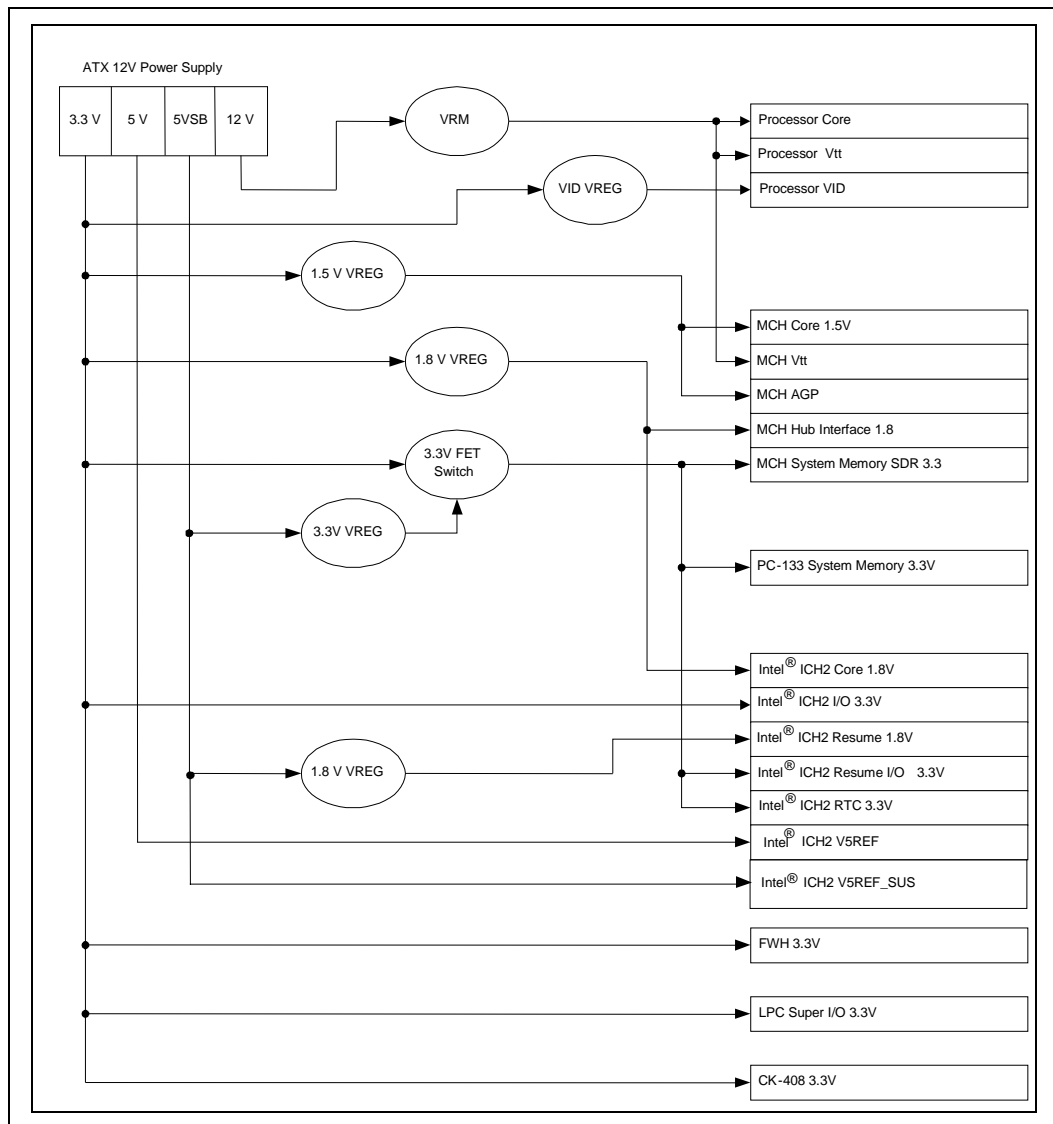 ATX 12V Power Supply
3.3 V
5 V
5VSB
12 V
VRM
Processor Core
Processor Vtt
VID VREG
Processor VID
1.5 V VREG
MCH Core 1.5V
1.8 V VREG
MCH Vtt
MCH AGP
MCH Hub Interface 1.8
3.3V FET
Switch
MCH System Memory SDR 3.3
3.3V VREG
PC-133 System Memory 3.3V
Intel® ICH2 Core 1.8V
Intel® ICH2 I/O 3.3V
Intel® ICH2 Resume 1.8V
1.8 V VREG
Intel® ICH2 Resume I/O 3.3V
Intel® ICH2 RTC 3.3V
Intel® ICH2 V5REF
Intel® ICH2 V5REF_SUS
FWH 3.3V
LPC Super I/O 3.3V
CK-408 3.3V